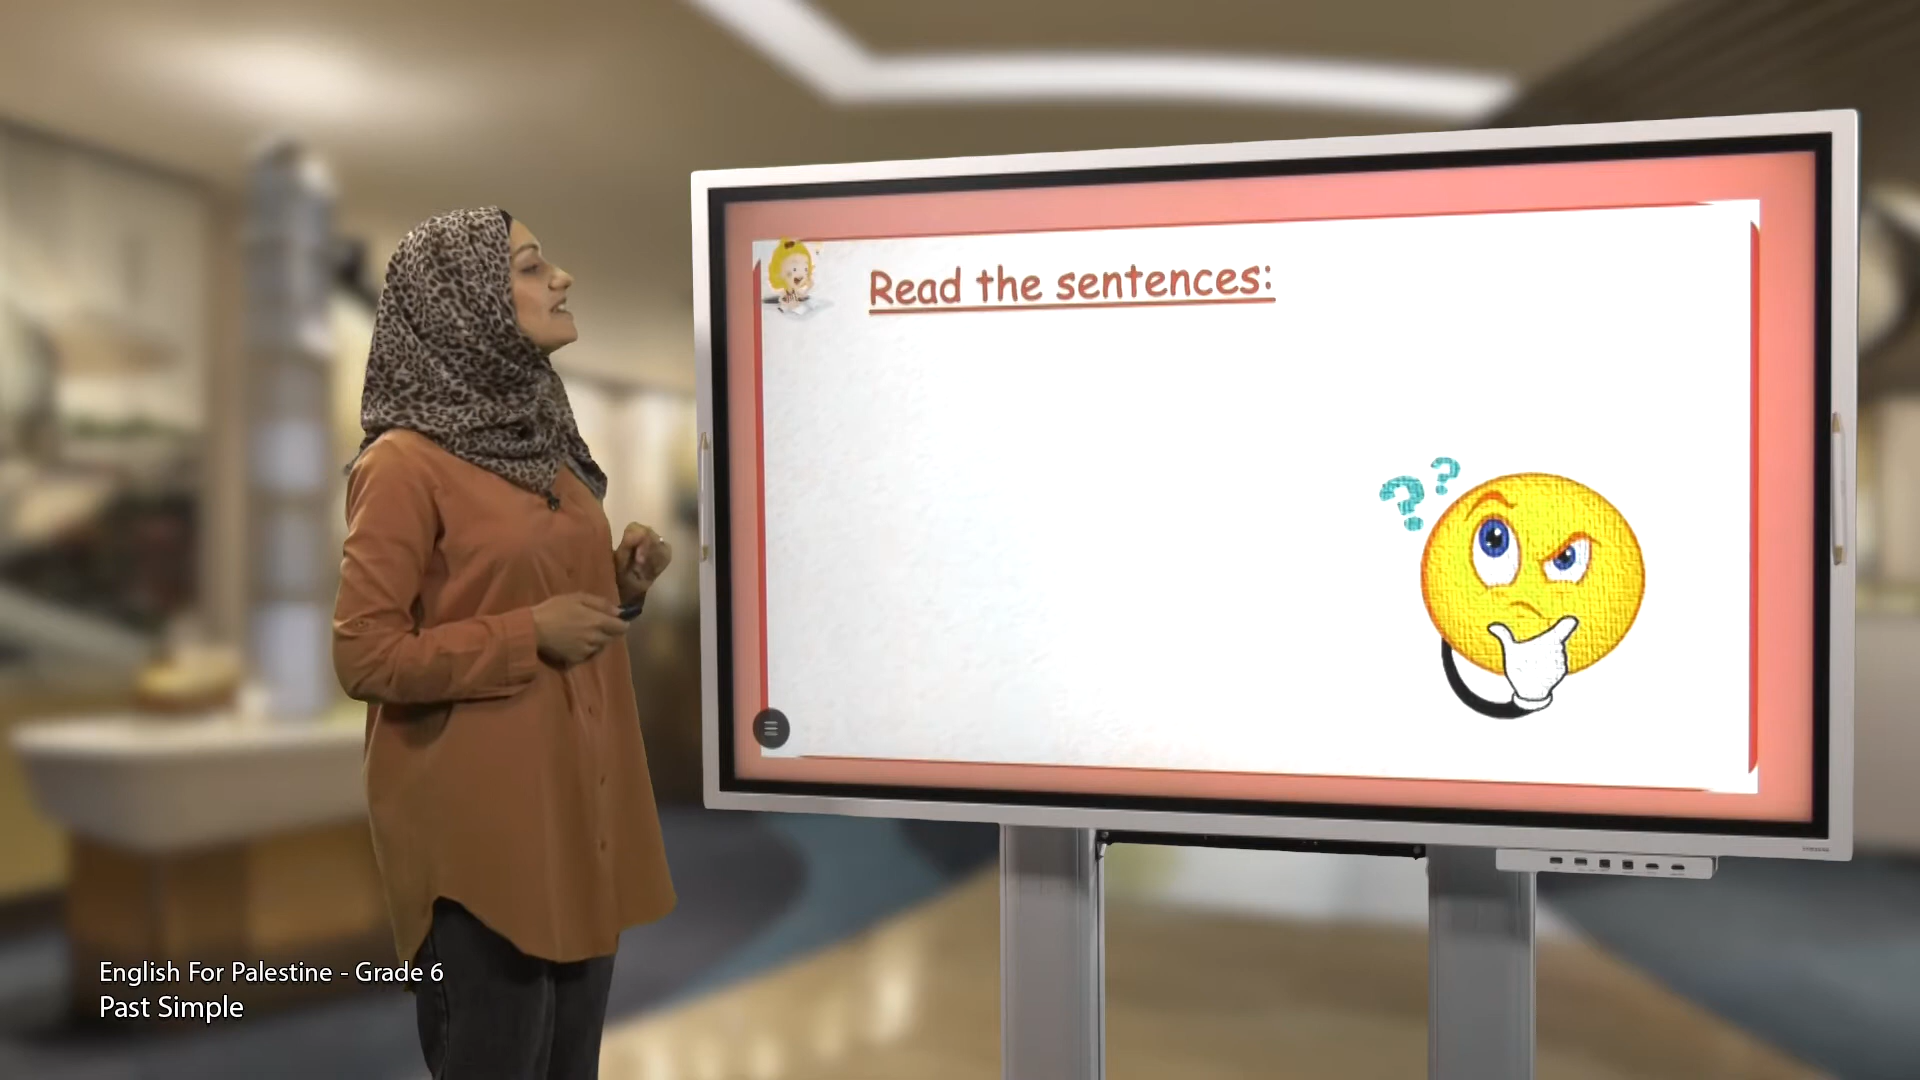 Read the sentences:
? ?
English For Palestine - Grade 6
Past Simple